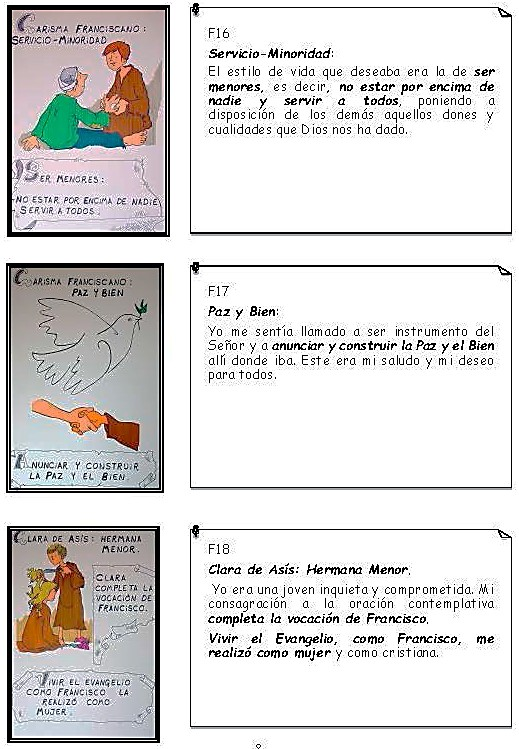 CARISMA FRANCISCANO:
SERVICIO-MINORIDAD
SER MENORES:
-NO ESTAR POR ENCIMA DE NADIE
- SERVIR A TODOS.
F16
Servicio-Minoridad:
El estilo de vida que deseaba era la de ser
menores, es decir, no estar por encima de
nadie y servir a todos, poniendo a
disposición de los demás aquellos dones y
cualidades que Dios nos ha dado.
CARISMA FRANCISCANO:
PAZ Y BIEN
ANUNCIAR Y CONSTRUIR
LA PAZ Y EL BIEN.
F17
Paz y Bien:
Yo me sentía llamado a ser instrumento del
Señor y a anunciar y construir la Paz y el Bien
allí donde iba. Este era mi saludo y mi deseo
para todos.
CLARA DE ASÍS: HERMANA
MENOR.
CLARA
COMPLETA LA
VOCACIÓN DE
FRANCISCO.
VIVIR EL EVANGELIO
COMO FRANCISCO LA
REALIZÓ COMO
MUJER.
F18
Clara de Asís: Hermana Menor.
Yo era una joven inquieta y comprometida. Mi
consagración a la oración contemplativa
completa la vocación de Francisco.
Vivir el Evangelio, como Francisco, me
realizó como mujer y como cristiana.